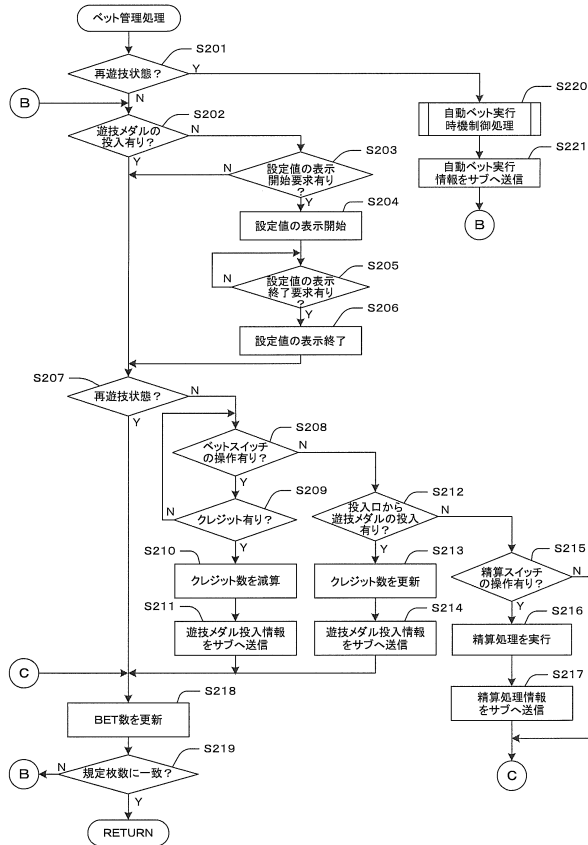 ベット管理処理
S201
再遊技状態？
Y
N
B
S202
遊技メダルの
投入有り？
N
Y
S203
設定値の表示
開始要求有り
？
N
Y
S204
設定値の表示開始
S205
設定値の表示
終了要求有り
？
N
Y
S206
設定値の表示終了
S220
自動ベット実行
時機制御処理
S221
自動ベット実行
情報をサブへ送信
B
S207
再遊技状態？
N
Y
S208
ベットスイッチ
の操作有り？
N
Y
S209
クレジット有り？
N
Y
S210
クレジット数を減算
S211
遊技メダル投入情報
をサブへ送信
S212
投入口から
遊技メダルの投入
有り？
N
Y
S213
クレジット数を更新
S214
遊技メダル投入情報
をサブへ送信
S215
精算スイッチ
の操作有り？
N
Y
S216
精算処理を実行
S217
精算処理情報
をサブへ送信
C
C
S218
BET数を更新
S219
規定枚数に一致？
N
B
Y
RETURN